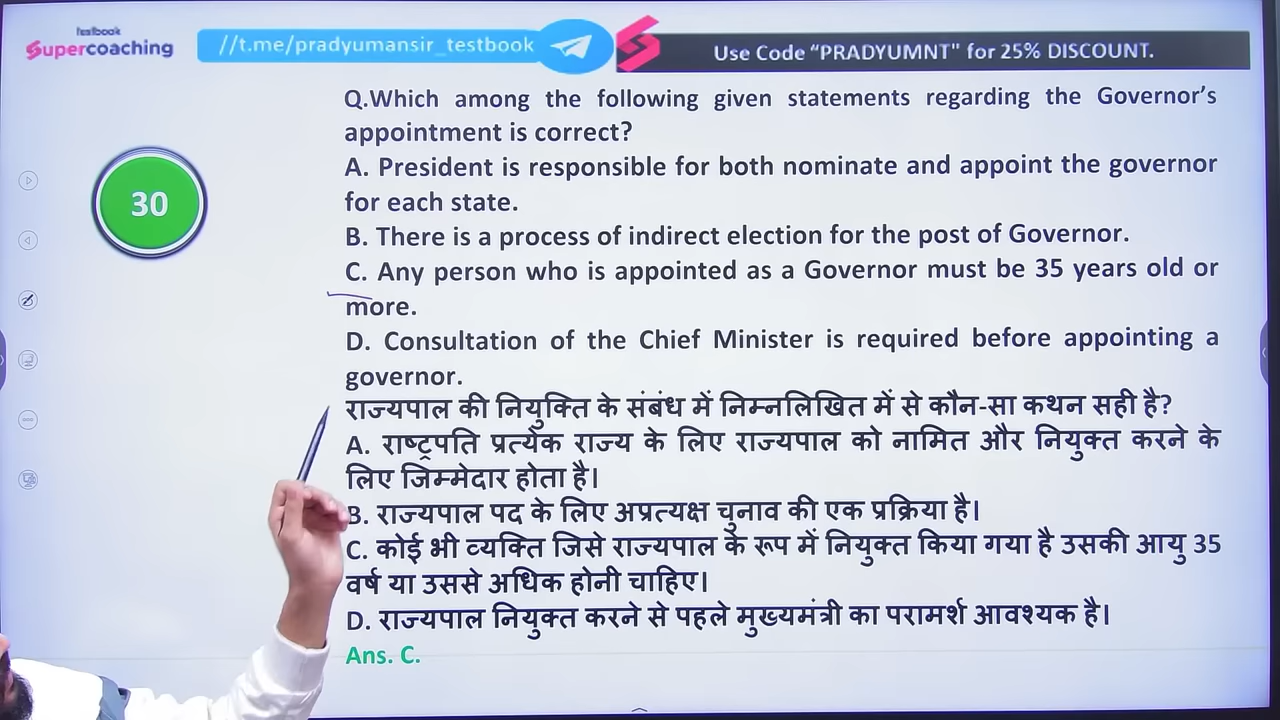 testbook
Supercoaching
//t.me/pradyumansir_testbook
Use Code “PRADYUMNT" for 25% DISCOUNT.
30
Q.Which among the following given statements regarding the Governor’s
appointment is correct?
A. President is responsible for both nominate and appoint the governor
for each state.
B. There is a process of indirect election for the post of Governor.
C. Any person who is appointed as a Governor must be 35 years old or
more.
D. Consultation of the Chief Minister is required before appointing a
governor.
राज्यपाल की नियुक्ति के संबंध में निम्नलिखित में से कौन-सा कथन सही है?
A. राष्ट्रपति प्रत्येक राज्य के लिए राज्यपाल को नामित और नियुक्त करने के
लिए जिम्मेदार होता है।
B. राज्यपाल पद के लिए अप्रत्यक्ष चुनाव की एक प्रक्रिया है।
C. कोई भी व्यक्ति जिसे राज्यपाल के रूप में नियुक्त किया गया है उसकी आयु 35
वर्ष या उससे अधिक होनी चाहिए।
D. राज्यपाल नियुक्त करने से पहले मुख्यमंत्री का परामर्श आवश्यक है।
Ans. C.